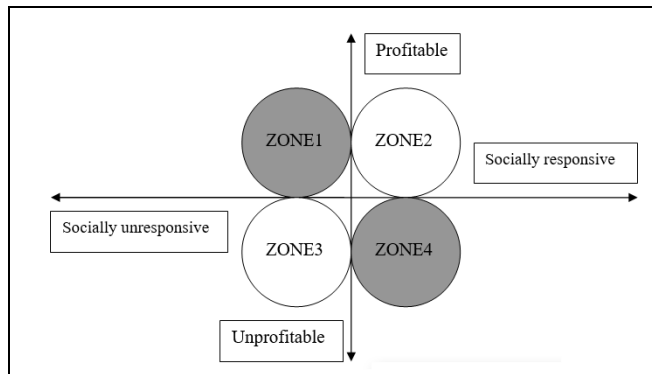 Profitable
ZONE1
ZONE2
Socially responsive
Socially unresponsive
ZONE3
ZONE4
Unprofitable